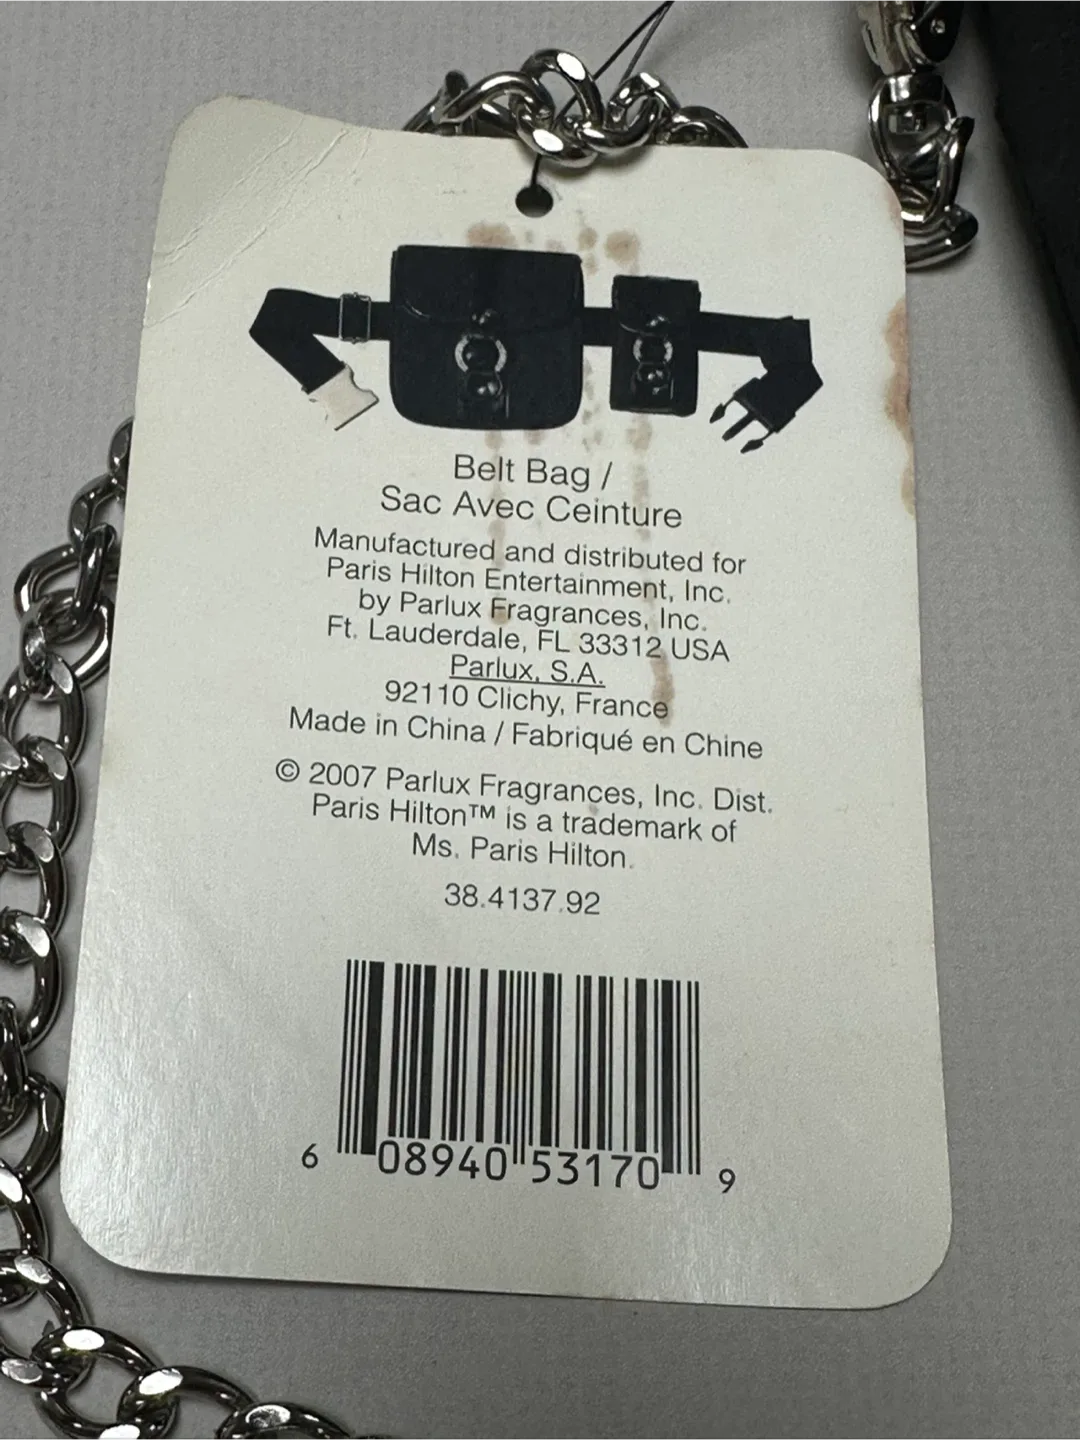 Belt Bag /
Sac Avec Ceinture
Manufactured and distributed for
Paris Hilton Entertainment, Inc.
by Parlux Fragrances, Inc.
Ft. Lauderdale, FL 33312 USA
Parlux, S.A.
92110 Clichy, France
Made in China / Fabriqué en Chine
© 2007 Parlux Fragrances, Inc. Dist.
Paris Hilton™ is a trademark of
Ms. Paris Hilton.
38.4137.92
6 08940 53170 9